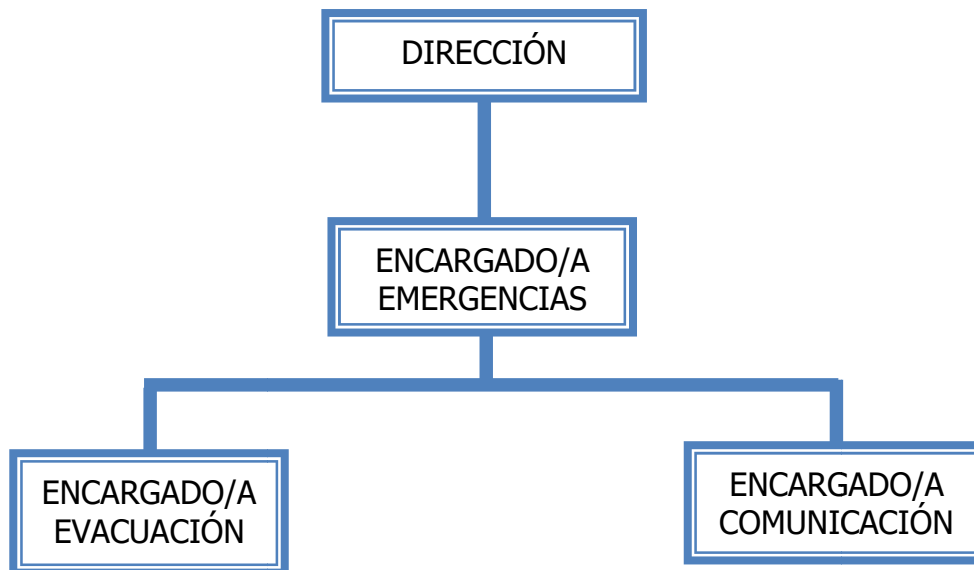 DIRECCIÓN
ENCARGADO/A
EMERGENCIAS
ENCARGADO/A
EVACUACIÓN
ENCARGADO/A
COMUNICACIÓN